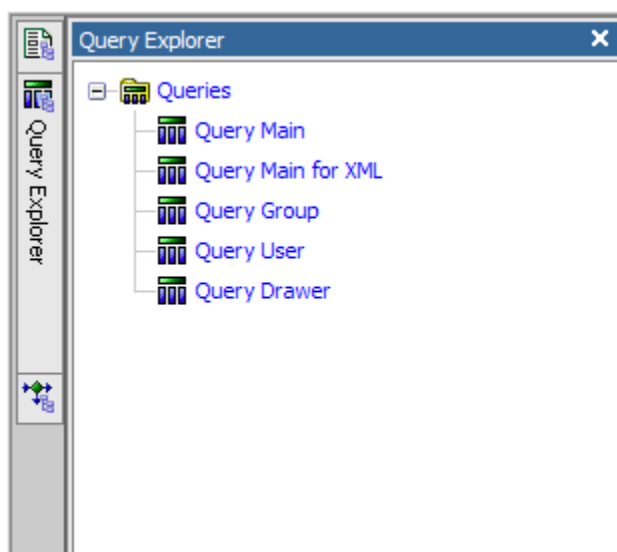 Query Explorer
Query Explorer
Queries
Query Main
Query Main for XML
Query Group
Query User
Query Drawer